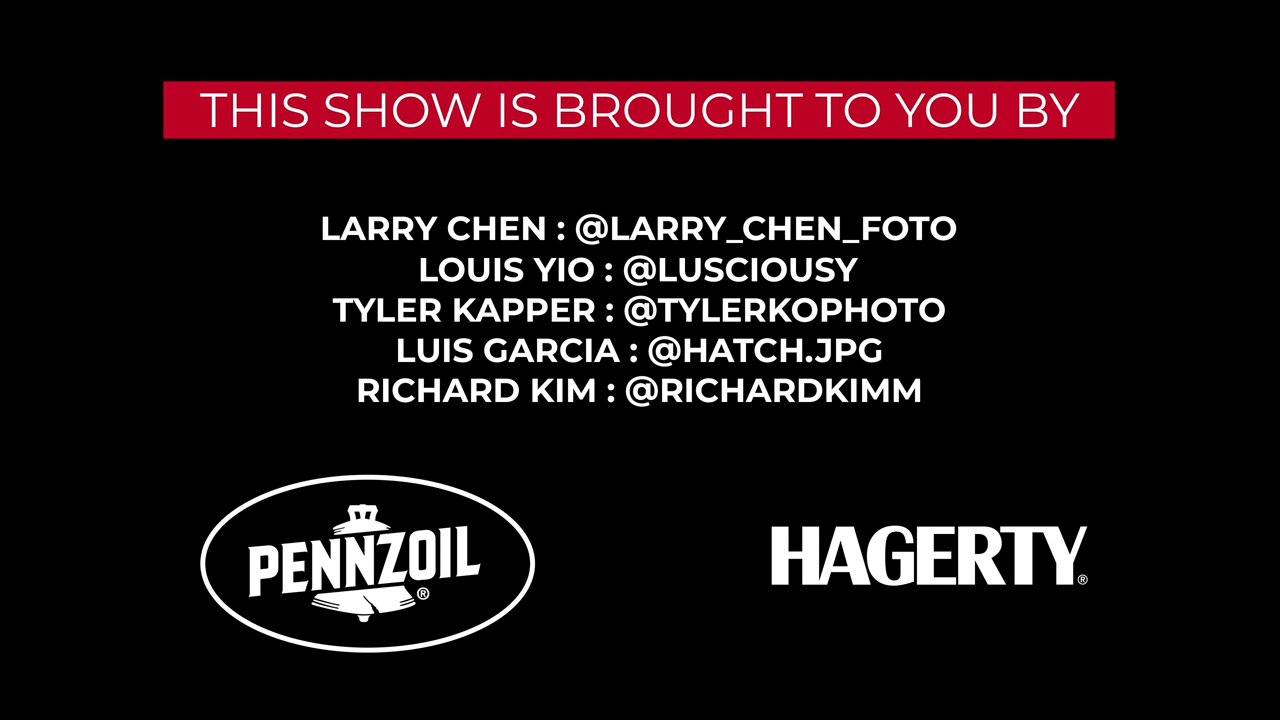 THIS SHOW IS BROUGHT TO YOU BY
LARRY CHEN : @LARRY_CHEN_FOTO
LOUIS YIO : @LUSCIOUSY
TYLER KAPPER : @TYLERKOPHOTO
LUIS GARCIA : @HATCH.JPG
RICHARD KIM : @RICHARDKIMM
PENNZOIL ®
HAGERTY ®